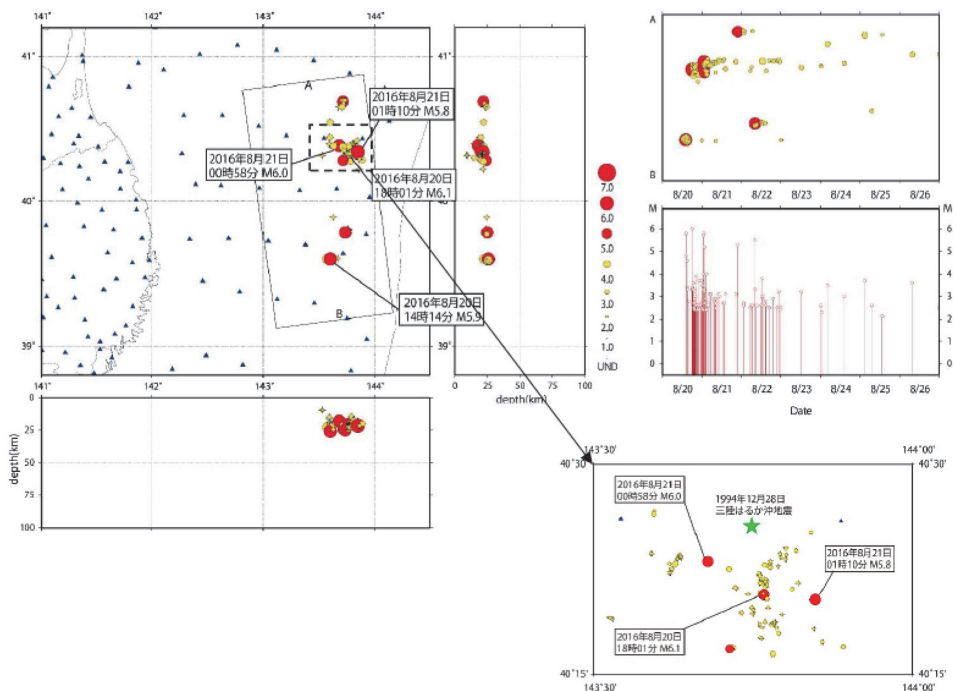 141°
142°
143°
144°
41°
40°
39°
A
B
2016年8月21日
01時10分 M5.8
2016年8月21日
00時58分 M6.0
2016年8月20日
18時01分 M6.1
2016年8月20日
14時14分 M5.9
41°
40°
39°
0
25
50
75
100
depth(km)
7.0
6.0
5.0
4.0
3.0
2.0
1.0
UND
0
25
50
75
100
depth(km)
A
B
8/20
8/21
8/22
8/23
8/24
8/25
8/26
M
M
6
5
4
3
2
1
0
6
5
4
3
2
1
0
8/20
8/21
8/22
8/23
8/24
8/25
8/26
Date
143°30'
144°00'
40°30'
40°30'
2016年8月21日
00時58分 M6.0
1994年12月28日
三陸はるか沖地震
2016年8月21日
01時10分 M5.8
2016年8月20日
18時01分 M6.1
40°15'
40°15'
143°30'
144°00'